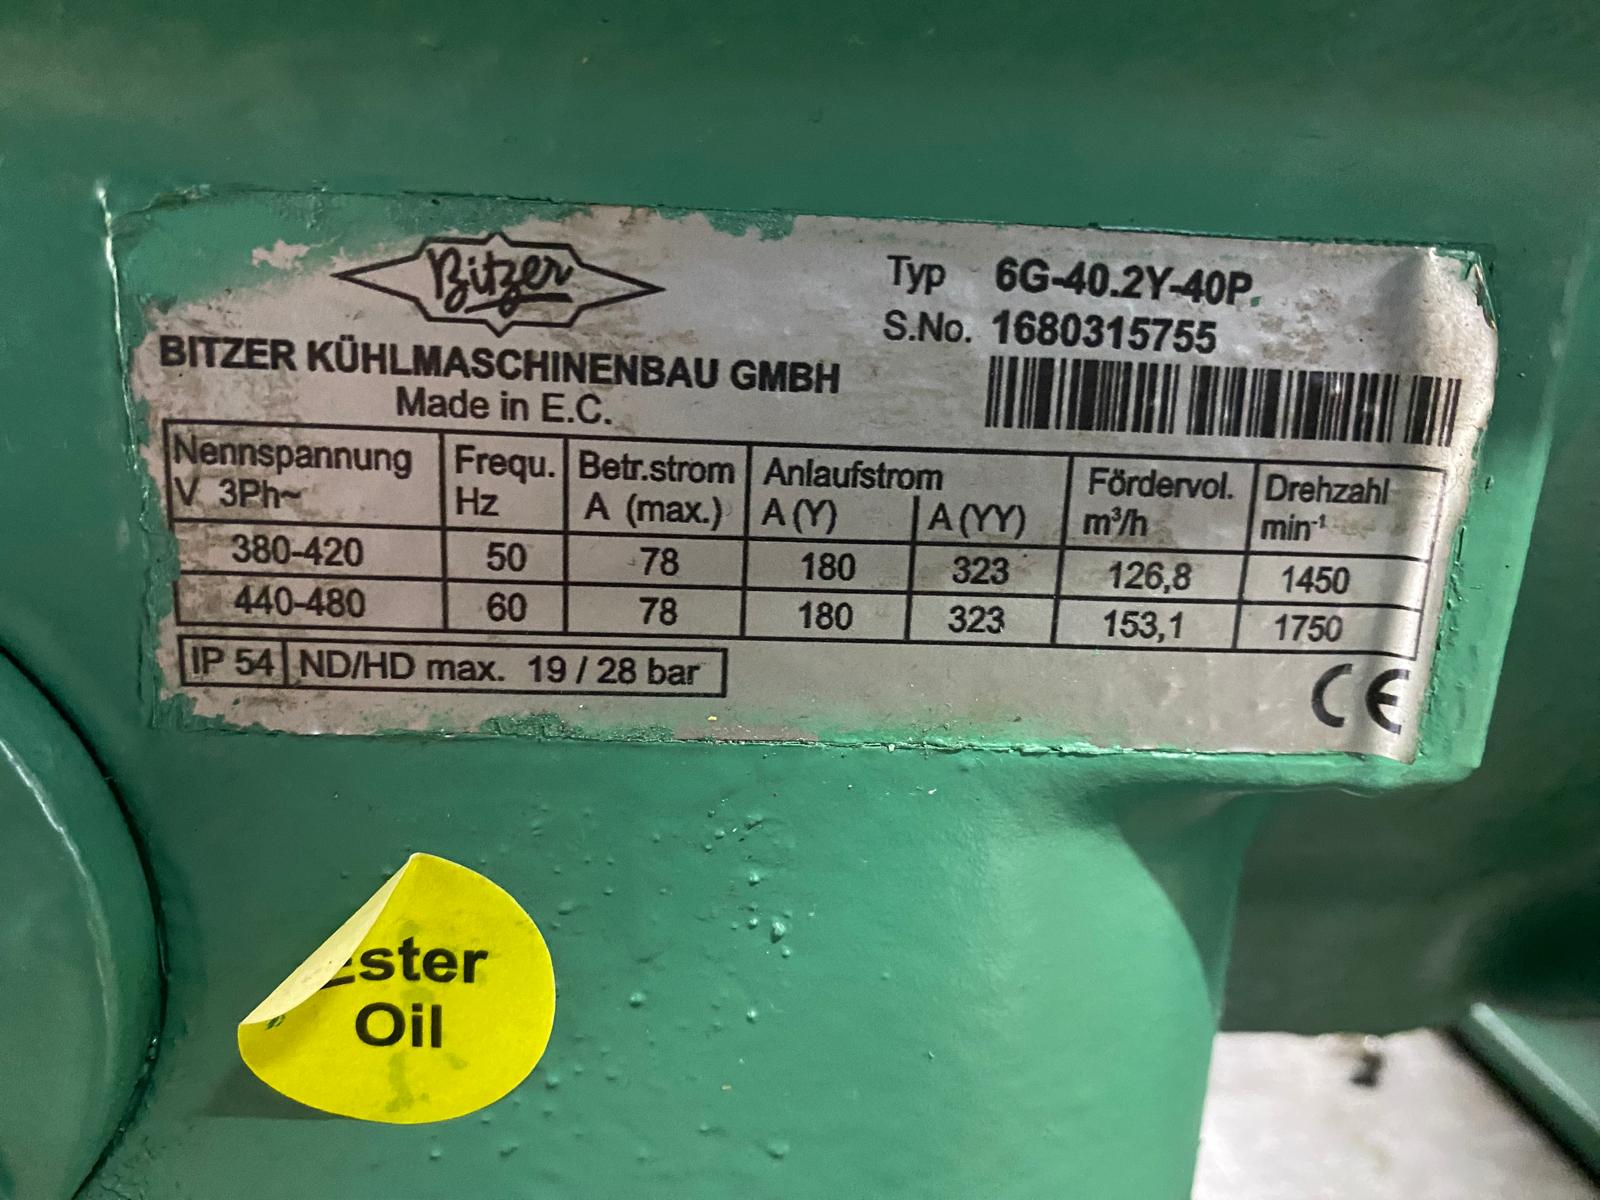 Bitzer
BITZER KÜHLMASCHINENBAU GMBH
Made in E.C.
Typ 6G-40.2Y-40P
S.No. 1680315755
Nennspannung V 3Ph~ Frequ. Hz Betr.strom A (max.) Anlaufstrom A (Y) A (YY) Fördervol. m³/h Drehzahl min⁻¹
380-420 50 78 180 323 126,8 1450
440-480 60 78 180 323 153,1 1750
IP 54 ND/HD max. 19 / 28 bar
CE
Ester
Oil